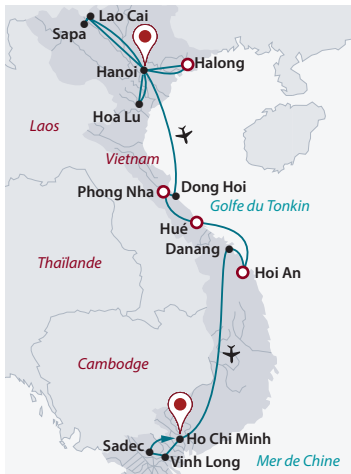 Lao Cai
Sapa
Hanoi
Halong
Hoa Lu
Laos
Vietnam
Phong Nha
Dong Hoi
Golfe du Tonkin
Hué
Danang
Thaïlande
Hoi An
Cambodge
Sadec
Ho Chi Minh
Vinh Long
Mer de Chine